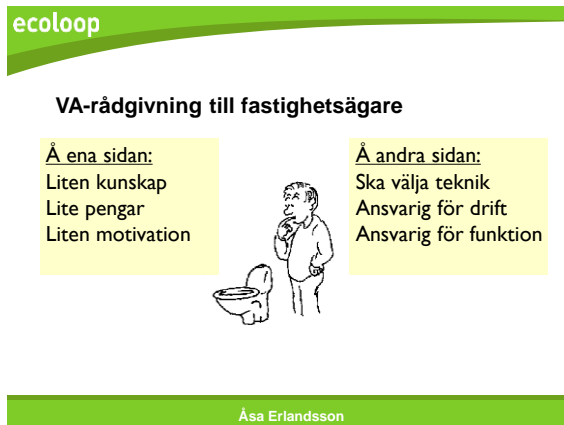 ecoloop
VA-rådgivning till fastighetsägare
Å ena sidan:
Liten kunskap
Lite pengar
Liten motivation
Å andra sidan:
Ska välja teknik
Ansvarig för drift
Ansvarig för funktion
Åsa Erlandsson